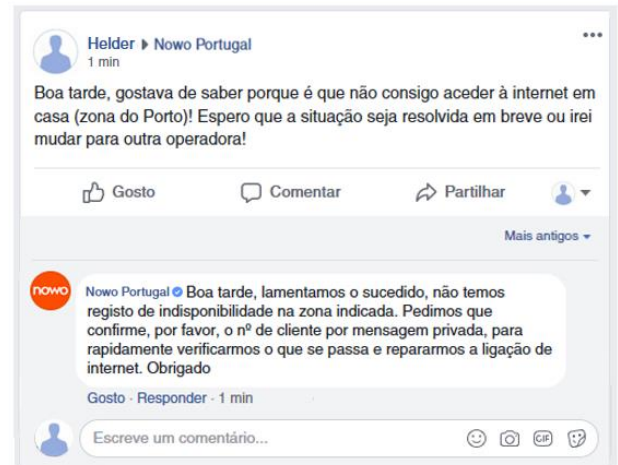 Helder ▸ Nowo Portugal
1 min
Boa tarde, gostava de saber porque é que não consigo aceder à internet em
casa (zona do Porto)! Espero que a situação seja resolvida em breve ou irei
mudar para outra operadora!
Gosto Comentar Partilhar
Mais antigos
nowo
Nowo Portugal Boa tarde, lamentamos o sucedido, não temos
registo de indisponibilidade na zona indicada. Pedimos que
confirme, por favor, o nº de cliente por mensagem privada, para
rapidamente verificarmos o que se passa e repararmos a ligação de
internet. Obrigado
Gosto · Responder · 1 min
Escreve um comentário... GIF